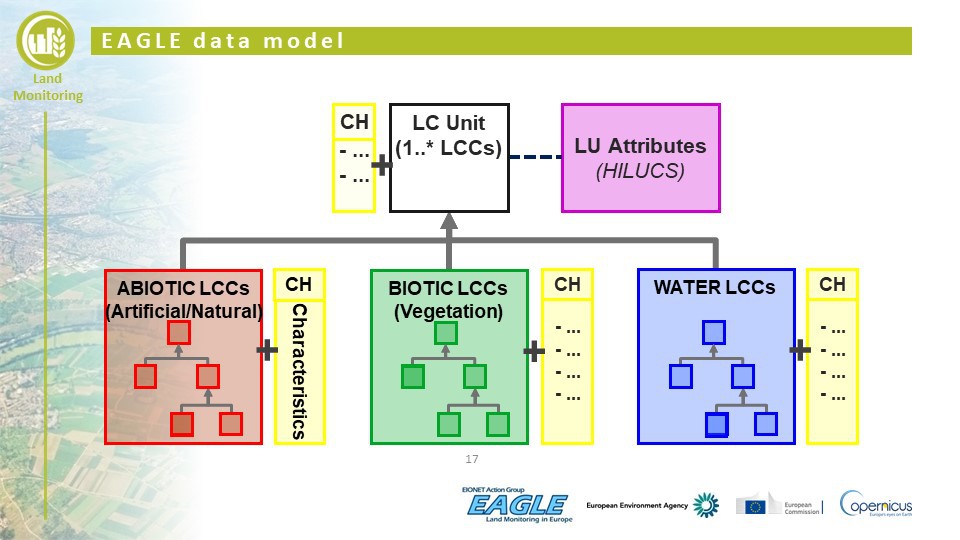 EAGLE data model
Land
Monitoring
CH
- ...
- ...
LC Unit
(1..* LCCs)
LU Attributes
(HILUCS)
ABIOTIC LCCs
(Artificial/Natural)
CH
Characteristics
BIOTIC LCCs
(Vegetation)
CH
- ...
- ...
- ...
- ...
WATER LCCs
CH
- ...
- ...
- ...
- ...
17
EIONET Action Group
EAGLE
Land Monitoring in Europe
European Environment Agency
European
Commission
Copernicus
Europe's eyes on Earth